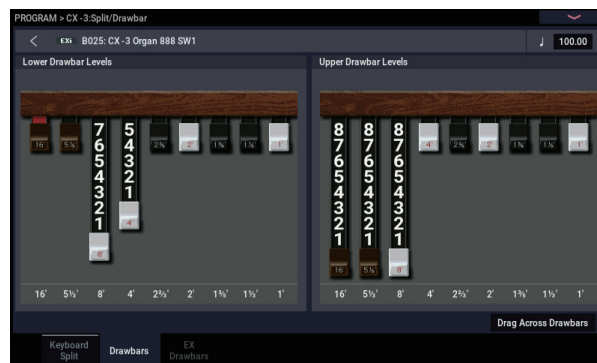 PROGRAM > CX-3:Split/Drawbar
EXi B025: CX-3 Organ 888 SW1 ♩ 100.00
Lower Drawbar Levels Upper Drawbar Levels
7 5 8 8 8
6 4 7 7 7
5 3 6 6 6
4 2 5 5 5
3 1 4 4 4
2 3 3 3
1 2 2 2
1 1 1
16' 5⅓' 8' 4' 2⅔' 2' 1⅗' 1⅓' 1' 16' 5⅓' 8' 4' 2⅔' 2' 1⅗' 1⅓' 1'
16' 5⅓' 8' 4' 2⅔' 2' 1⅗' 1⅓' 1' 16' 5⅓' 8' 4' 2⅔' 2' 1⅗' 1⅓' 1'
Drag Across Drawbars
Keyboard Split Drawbars EX Drawbars